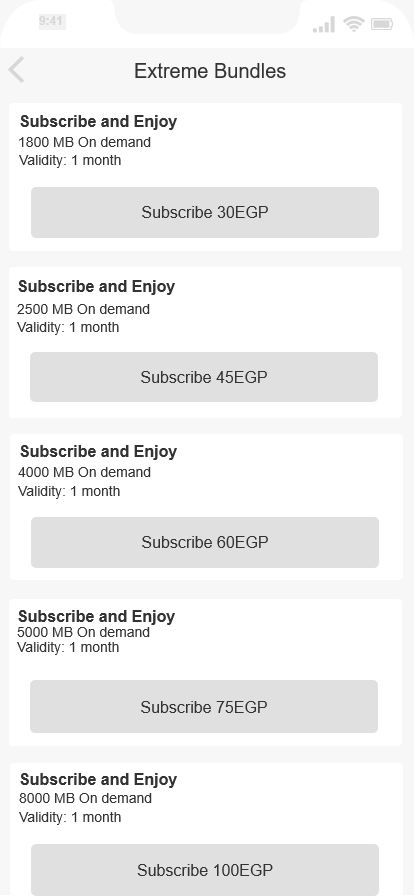 9:41
Extreme Bundles
Subscribe and Enjoy
1800 MB On demand
Validity: 1 month
Subscribe 30EGP
Subscribe and Enjoy
2500 MB On demand
Validity: 1 month
Subscribe 45EGP
Subscribe and Enjoy
4000 MB On demand
Validity: 1 month
Subscribe 60EGP
Subscribe and Enjoy
5000 MB On demand
Validity: 1 month
Subscribe 75EGP
Subscribe and Enjoy
8000 MB On demand
Validity: 1 month
Subscribe 100EGP